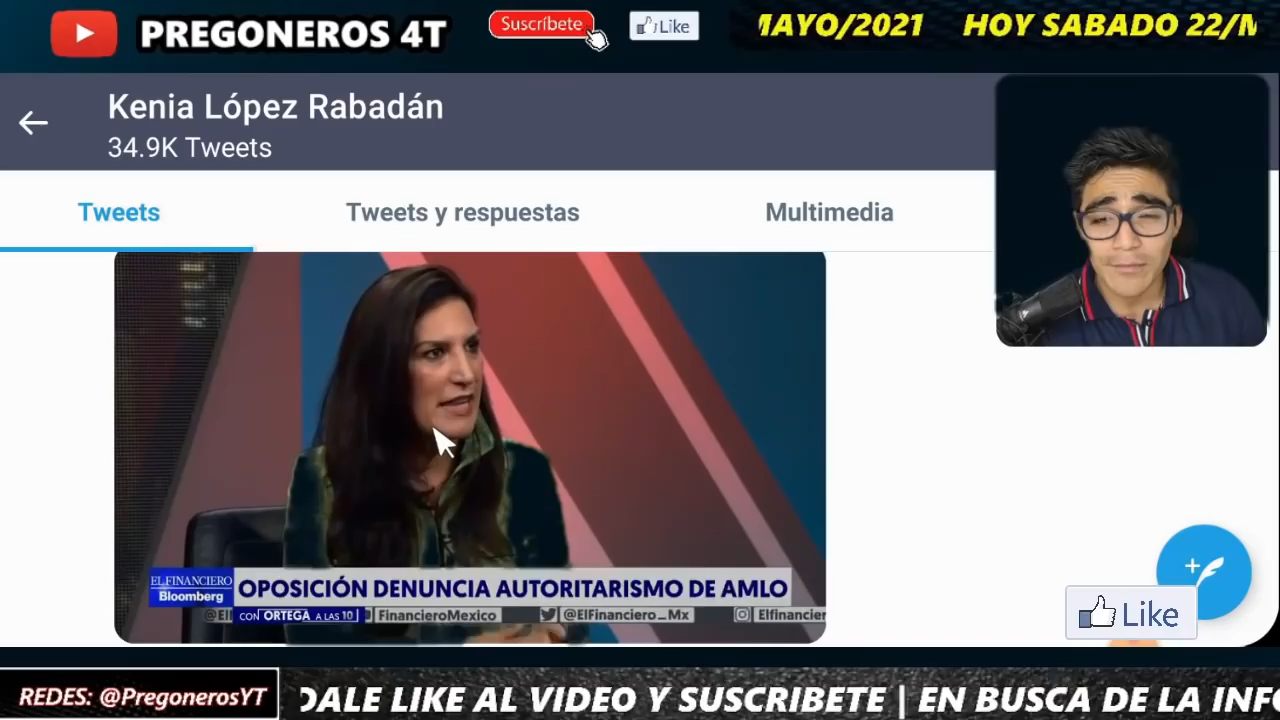 PREGONEROS 4T
Suscríbete
Like
MAYO/2021 HOY SABADO 22/M
Kenia López Rabadán
34.9K Tweets
Tweets
Tweets y respuestas
Multimedia
EL FINANCIERO
Bloomberg
OPOSICIÓN DENUNCIA AUTORITARISMO DE AMLO
@El
CON ORTEGA A LAS 10
FinancieroMexico
@ElFinanciero_Mx
Elfinancier
Like
REDES: @PregonerosYT
DALE LIKE AL VIDEO Y SUSCRIBETE | EN BUSCA DE LA INFO